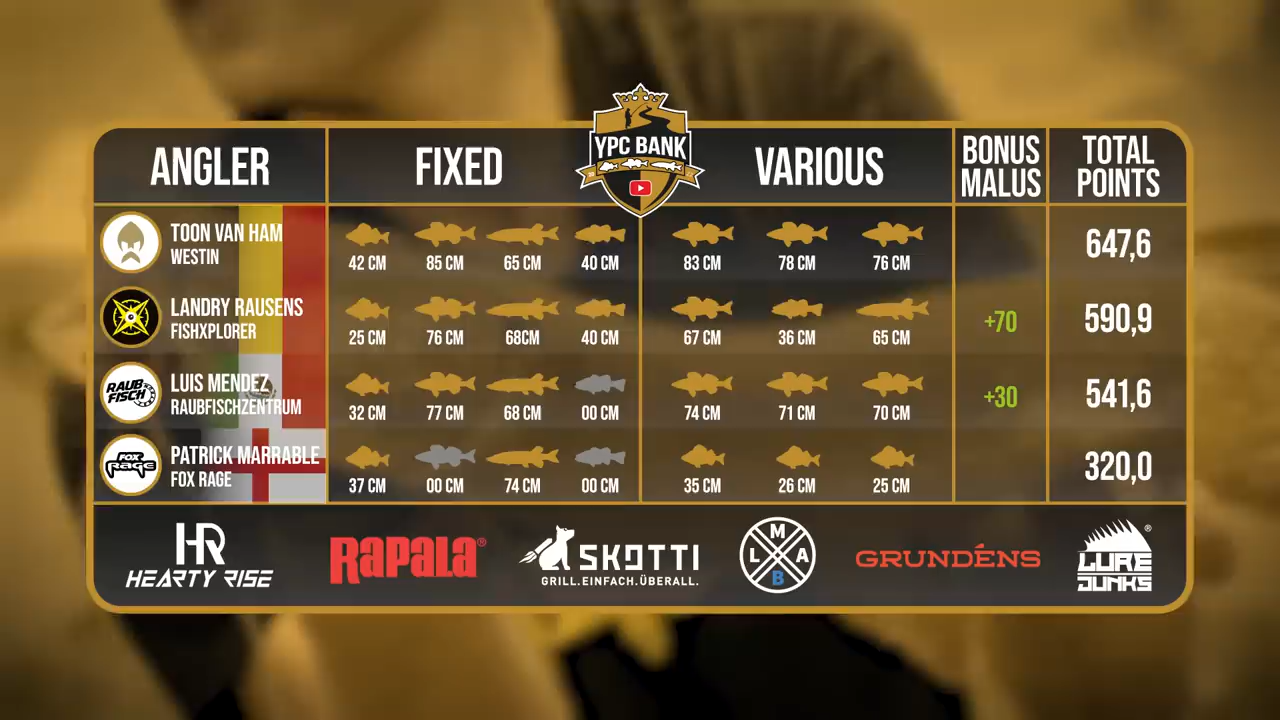 YPC BANK
ANGLER FIXED VARIOUS BONUS MALUS TOTAL POINTS
TOON VAN HAM
WESTIN
42 CM 85 CM 65 CM 40 CM 83 CM 78 CM 76 CM 647,6
LANDRY RAUSENS
FISHXPLORER
25 CM 76 CM 68CM 40 CM 67 CM 36 CM 65 CM +70 590,9
RAUB FISCH
LUIS MENDEZ
RAUBFISCHZENTRUM
32 CM 77 CM 68 CM 00 CM 74 CM 71 CM 70 CM +30 541,6
FOX RAGE
PATRICK MARRABLE
FOX RAGE
37 CM 00 CM 74 CM 00 CM 35 CM 26 CM 25 CM 320,0
HR
HEARTY RISE
RAPALA®
SKOTTI
GRILL.EINFACH.ÜBERALL.
M
L A
B
GRUNDÉNS
LURE ®
JUNKS